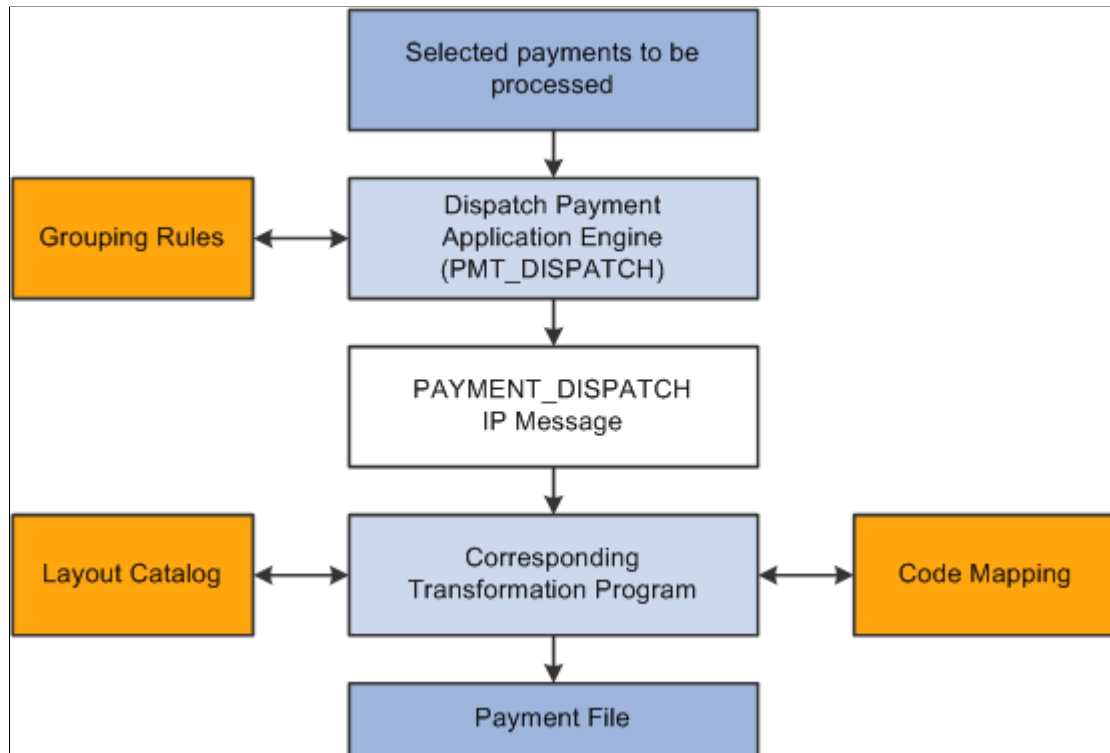 Selected payments to be
processed
Grouping Rules
Dispatch Payment
Application Engine
(PMT_DISPATCH)
PAYMENT_DISPATCH
IP Message
Layout Catalog
Corresponding
Transformation Program
Code Mapping
Payment File